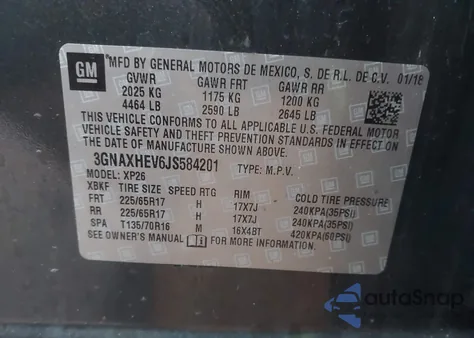 GM
MFD BY GENERAL MOTORS DE MEXICO, S. DE R.L. DE C.V. 01/18
GVWR GAWR FRT GAWR RR
2025 KG 1175 KG 1200 KG
4464 LB 2590 LB 2645 LB
THIS VEHICLE CONFORMS TO ALL APPLICABLE U.S. FEDERAL MOTOR
VEHICLE SAFETY AND THEFT PREVENTION STANDARDS IN EFFECT ON THE
DATE OF MANUFACTURE SHOWN ABOVE.
3GNAXHEV6JS584201 TYPE: M.P.V.
MODEL: XP26
XBKF TIRE SIZE SPEED RTG RIM COLD TIRE PRESSURE
FRT 225/65R17 H 17X7J 240KPA(35PSI)
RR 225/65R17 H 17X7J 240KPA(35PSI)
SPA T135/70R16 M 16X4BT 420KPA(60PSI)
SEE OWNER'S MANUAL FOR MORE INFORMATION
autoSnap